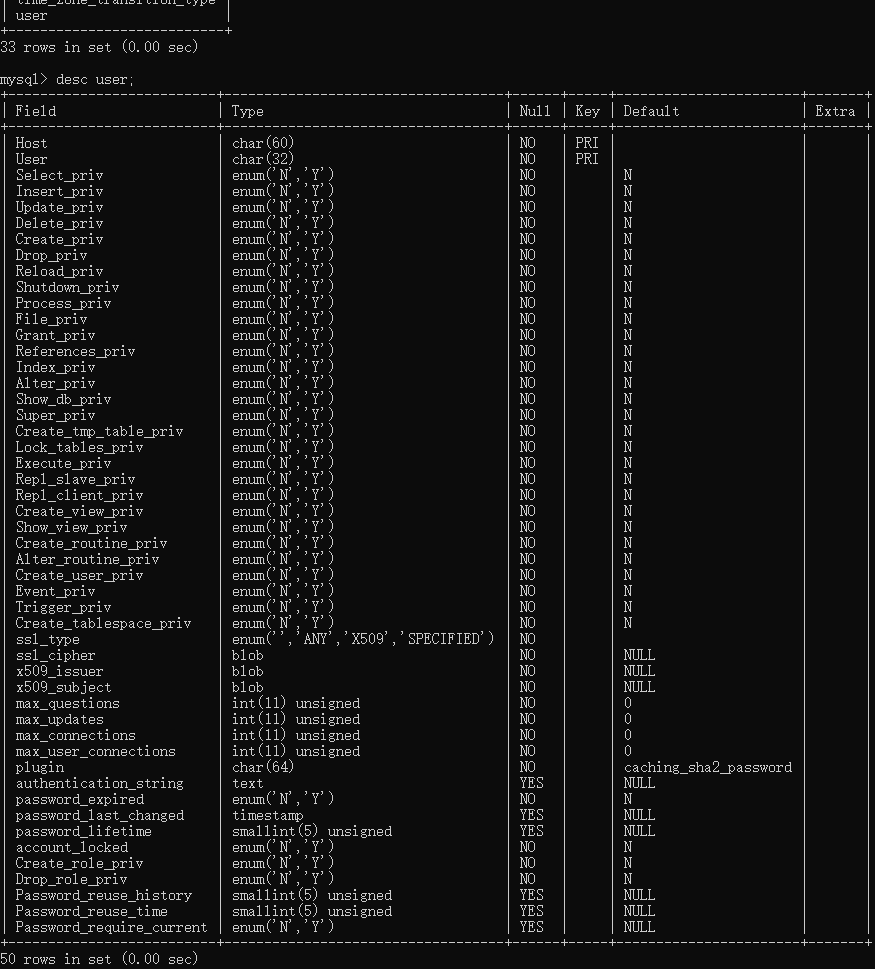 time_zone_transition_type
| user |
+---------------------------+
33 rows in set (0.00 sec)
mysql> desc user;
| Field | Type | Null | Key | Default | Extra |
| Host | char(60) | NO | PRI | | |
| User | char(32) | NO | PRI | | |
| Select_priv | enum('N','Y') | NO | | N | |
| Insert_priv | enum('N','Y') | NO | | N | |
| Update_priv | enum('N','Y') | NO | | N | |
| Delete_priv | enum('N','Y') | NO | | N | |
| Create_priv | enum('N','Y') | NO | | N | |
| Drop_priv | enum('N','Y') | NO | | N | |
| Reload_priv | enum('N','Y') | NO | | N | |
| Shutdown_priv | enum('N','Y') | NO | | N | |
| Process_priv | enum('N','Y') | NO | | N | |
| File_priv | enum('N','Y') | NO | | N | |
| Grant_priv | enum('N','Y') | NO | | N | |
| References_priv | enum('N','Y') | NO | | N | |
| Index_priv | enum('N','Y') | NO | | N | |
| Alter_priv | enum('N','Y') | NO | | N | |
| Show_db_priv | enum('N','Y') | NO | | N | |
| Super_priv | enum('N','Y') | NO | | N | |
| Create_tmp_table_priv | enum('N','Y') | NO | | N | |
| Lock_tables_priv | enum('N','Y') | NO | | N | |
| Execute_priv | enum('N','Y') | NO | | N | |
| Repl_slave_priv | enum('N','Y') | NO | | N | |
| Repl_client_priv | enum('N','Y') | NO | | N | |
| Create_view_priv | enum('N','Y') | NO | | N | |
| Show_view_priv | enum('N','Y') | NO | | N | |
| Create_routine_priv | enum('N','Y') | NO | | N | |
| Alter_routine_priv | enum('N','Y') | NO | | N | |
| Create_user_priv | enum('N','Y') | NO | | N | |
| Event_priv | enum('N','Y') | NO | | N | |
| Trigger_priv | enum('N','Y') | NO | | N | |
| Create_tablespace_priv | enum('N','Y') | NO | | N | |
| ssl_type | enum('','ANY','X509','SPECIFIED') | NO | | | |
| ssl_cipher | blob | NO | | NULL | |
| x509_issuer | blob | NO | | NULL | |
| x509_subject | blob | NO | | NULL | |
| max_questions | int(11) unsigned | NO | | 0 | |
| max_updates | int(11) unsigned | NO | | 0 | |
| max_connections | int(11) unsigned | NO | | 0 | |
| max_user_connections | int(11) unsigned | NO | | 0 | |
| plugin | char(64) | NO | | caching_sha2_password | |
| authentication_string | text | YES | | NULL | |
| password_expired | enum('N','Y') | NO | | N | |
| password_last_changed | timestamp | YES | | NULL | |
| password_lifetime | smallint(5) unsigned | YES | | NULL | |
| account_locked | enum('N','Y') | NO | | N | |
| Create_role_priv | enum('N','Y') | NO | | N | |
| Drop_role_priv | enum('N','Y') | NO | | N | |
| Password_reuse_history | smallint(5) unsigned | YES | | NULL | |
| Password_reuse_time | smallint(5) unsigned | YES | | NULL | |
| Password_require_current | enum('N','Y') | YES | | NULL | |
50 rows in set (0.00 sec)